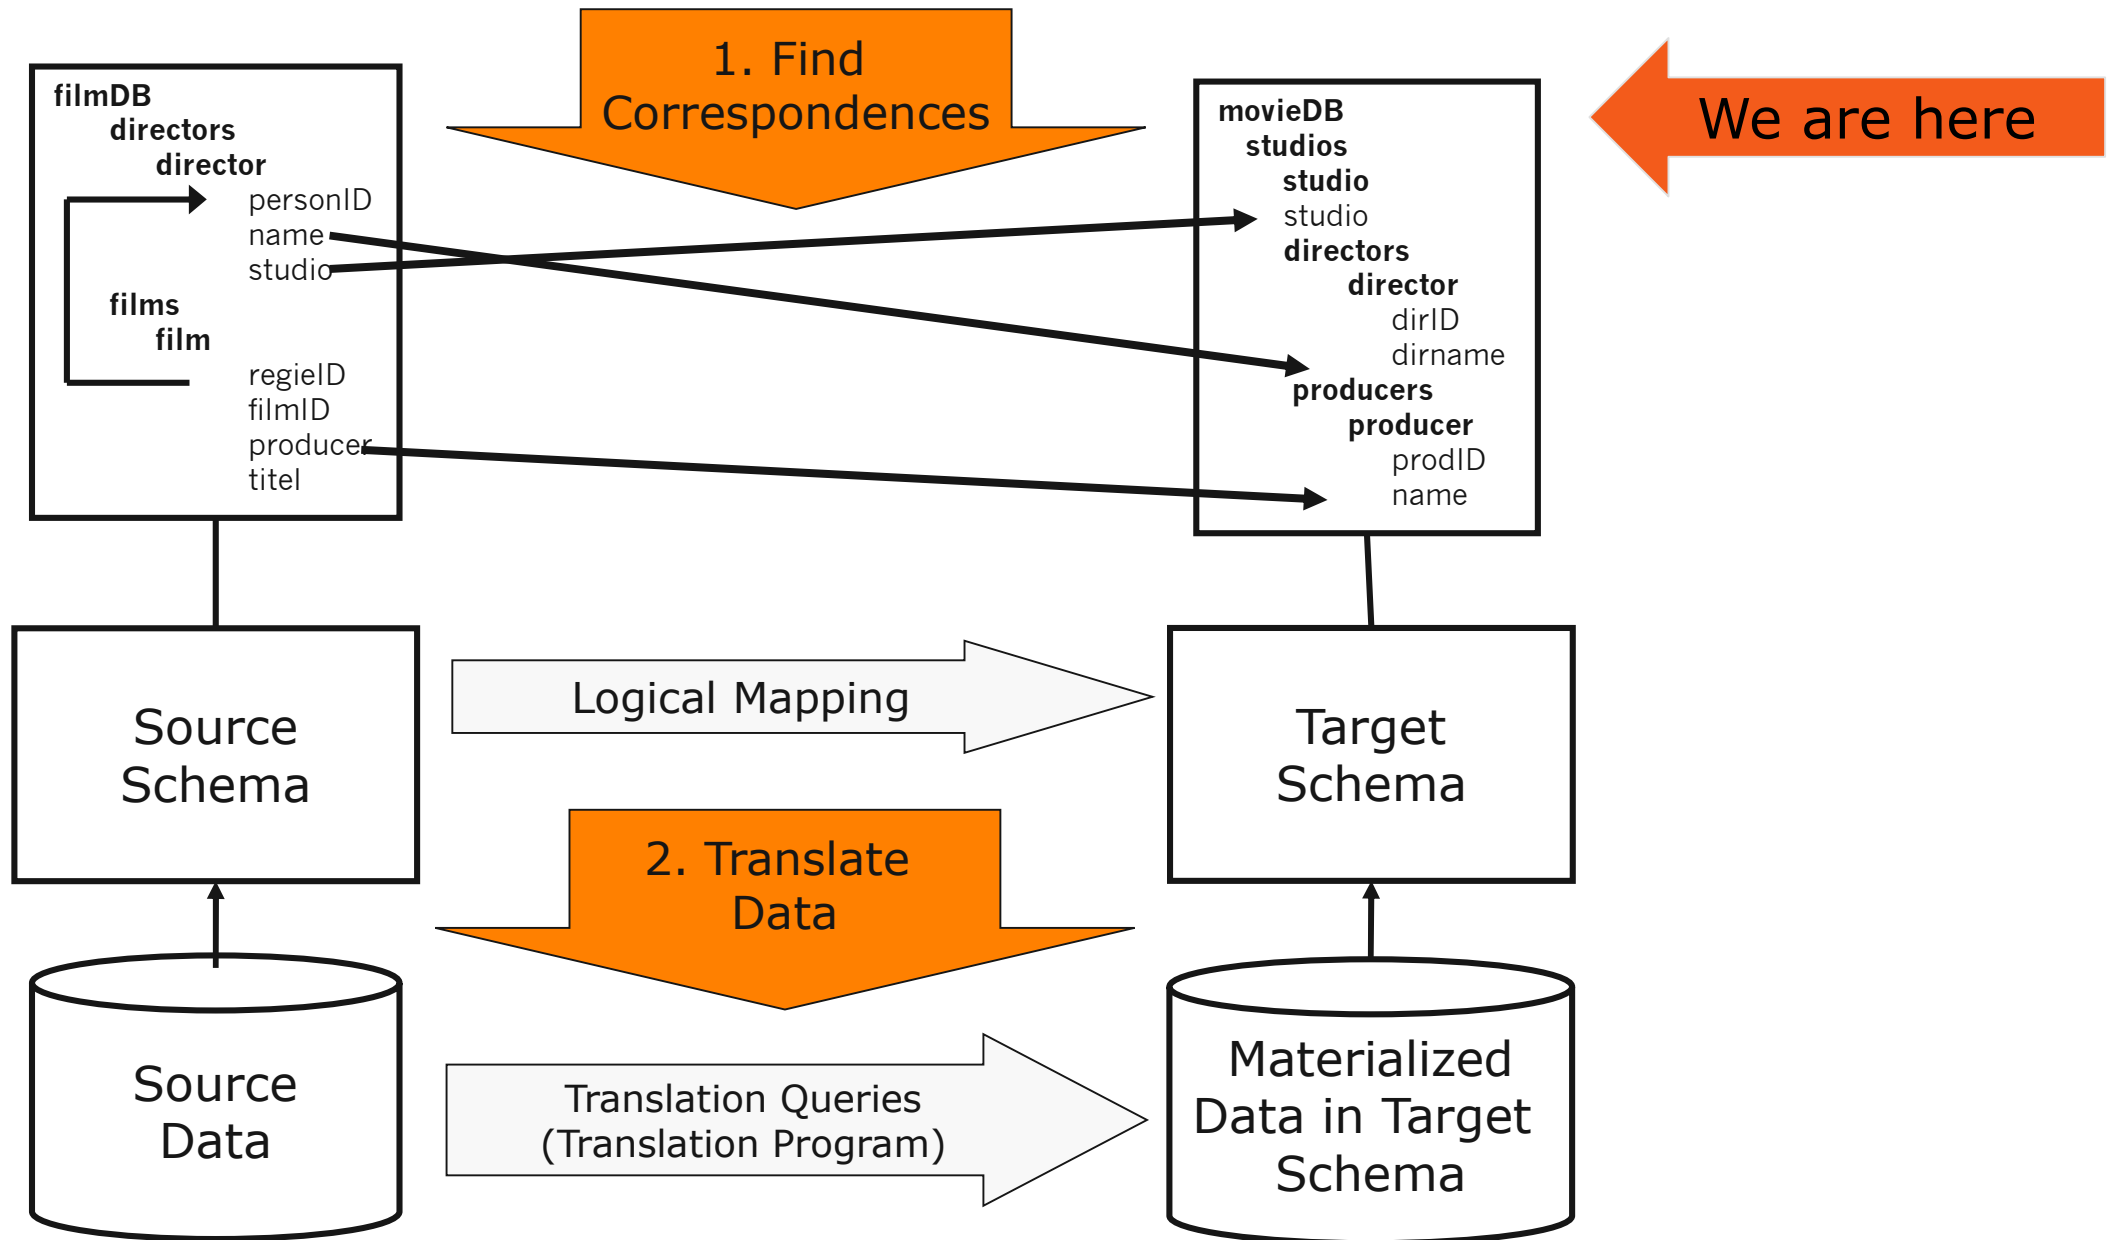 1. Find
Correspondences
We are here
filmDB
directors
director
personID
name
studio
films
film
regieID
filmID
producer
titel
movieDB
studios
studio
studio
directors
director
dirID
dirname
producers
producer
prodID
name
Source
Schema
Logical Mapping
Target
Schema
2. Translate
Data
Source
Data
Translation Queries
(Translation Program)
Materialized
Data in Target
Schema